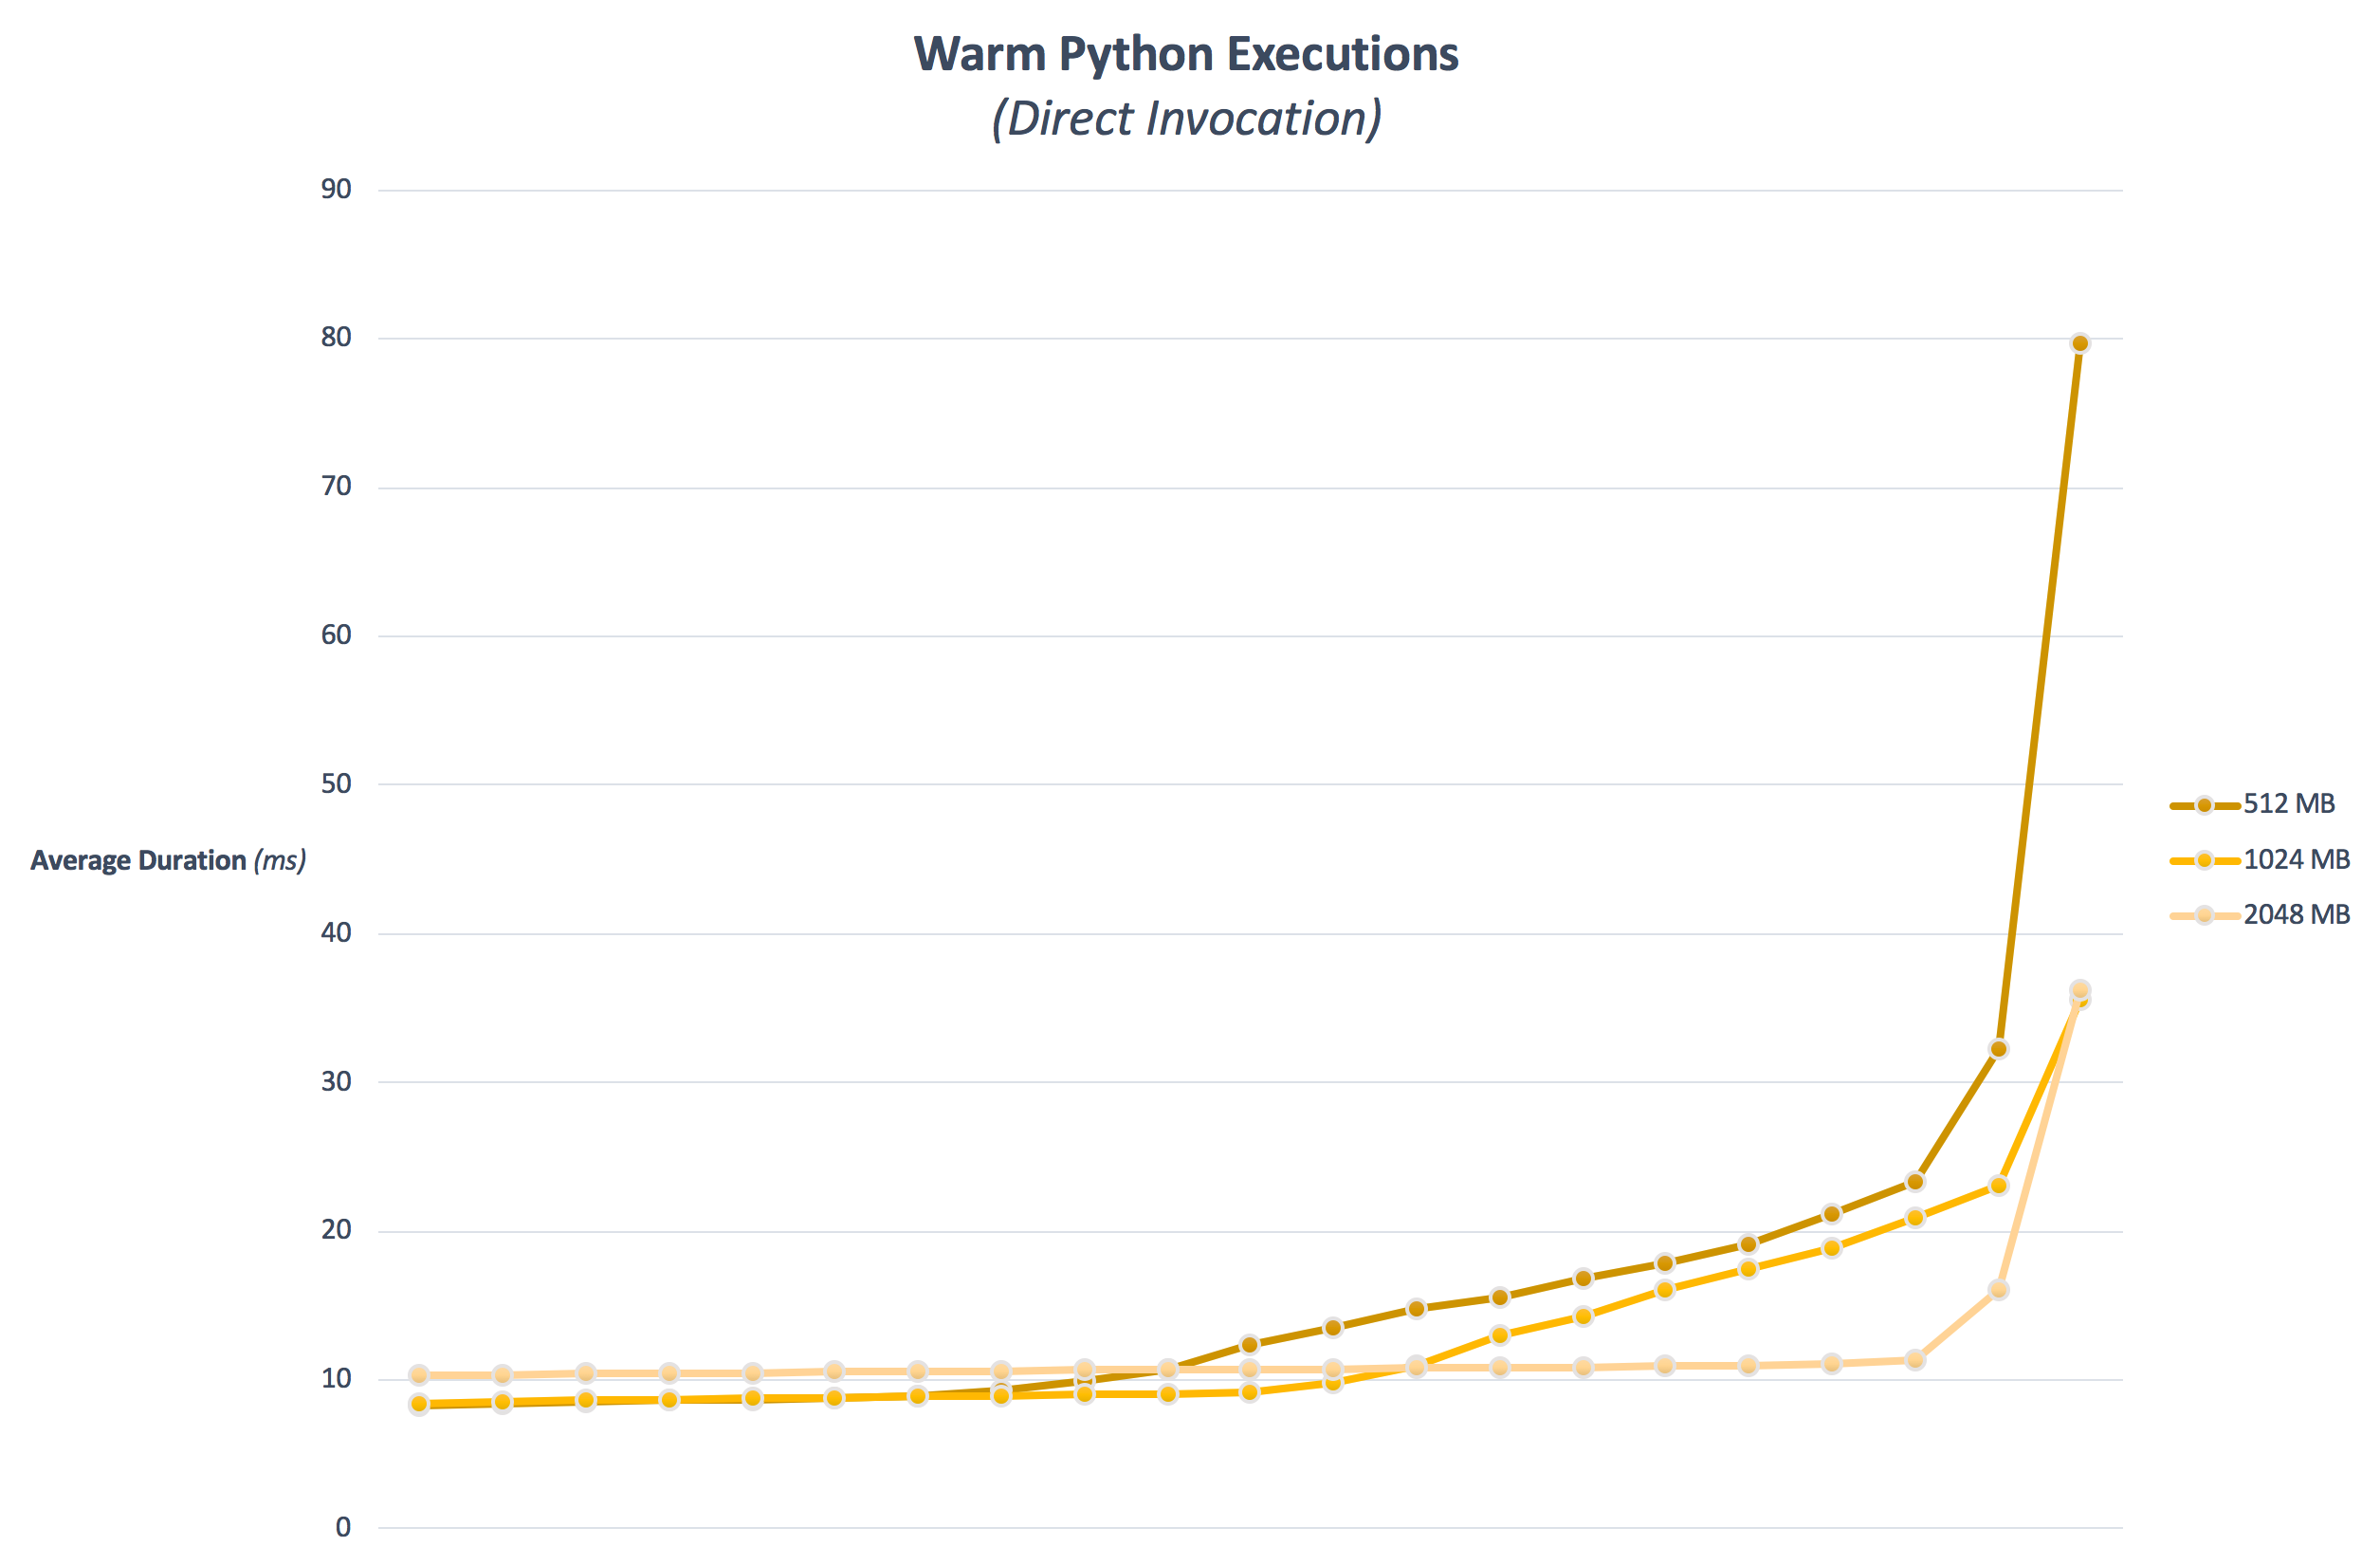 Warm Python Executions
(Direct Invocation)
90
80
70
60
50
40
30
20
10
0
Average Duration (ms)
512 MB
1024 MB
2048 MB